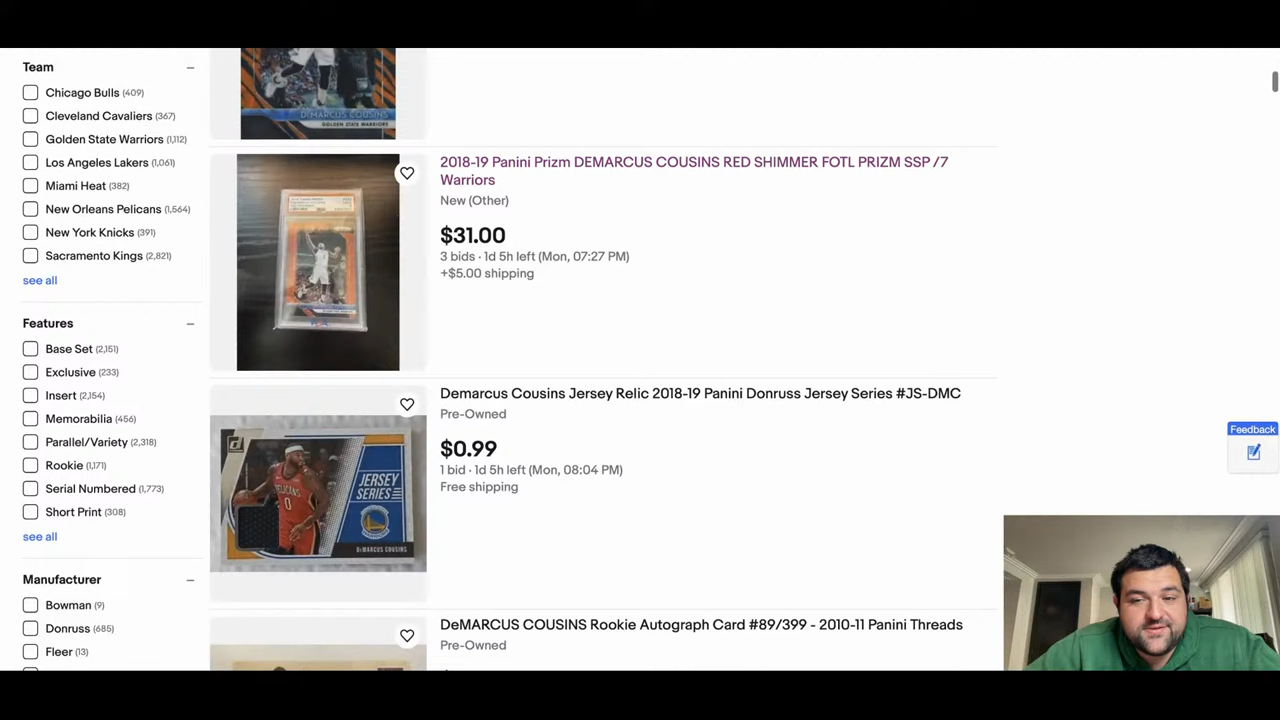 Team
Chicago Bulls (409)
Cleveland Cavaliers (367)
Golden State Warriors (1,112)
Los Angeles Lakers (1,061)
Miami Heat (382)
New Orleans Pelicans (1,564)
New York Knicks (391)
Sacramento Kings (2,821)
see all
Features
Base Set (2,151)
Exclusive (233)
Insert (2,154)
Memorabilia (456)
Parallel/Variety (2,318)
Rookie (1,171)
Serial Numbered (1,773)
Short Print (308)
see all
Manufacturer
Bowman (9)
Donruss (685)
Fleer (13)
DEMARCUS COUSINS
GOLDEN STATE WARRIORS
2018-19 Panini Prizm DEMARCUS COUSINS RED SHIMMER FOTL PRIZM SSP /7
Warriors
New (Other)
$31.00
3 bids · 1d 5h left (Mon, 07:27 PM)
+$5.00 shipping
Demarcus Cousins Jersey Relic 2018-19 Panini Donruss Jersey Series #JS-DMC
Pre-Owned
$0.99
1 bid · 1d 5h left (Mon, 08:04 PM)
Free shipping
PELICANS
0
JERSEY
SERIES
DeMARCUS COUSINS
DeMARCUS COUSINS Rookie Autograph Card #89/399 - 2010-11 Panini Threads
Pre-Owned
Feedback